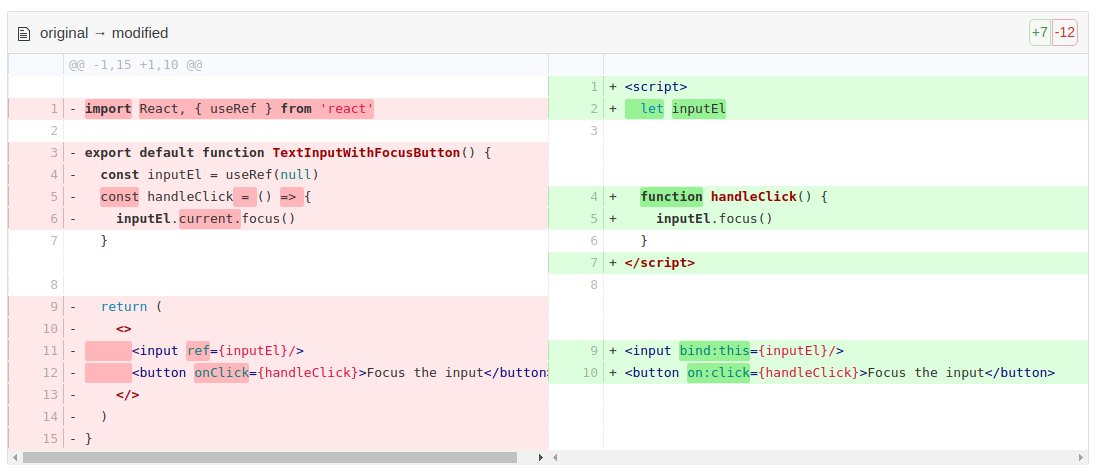 original → modified
+7 -12
@@ -1,15 +1,10 @@
1 - import React, { useRef } from 'react'
2
3 - export default function TextInputWithFocusButton() {
4 -   const inputEl = useRef(null)
5 -   const handleClick = () => {
6 -     inputEl.current.focus()
7     }
8
9 -   return (
10 -     <>
11 -       <input ref={inputEl}/>
12 -       <button onClick={handleClick}>Focus the input</button
13 -     </>
14 -   )
15 - }
1 + <script>
2 +   let inputEl
3
4 +   function handleClick() {
5 +     inputEl.focus()
6     }
7 + </script>
8
9 + <input bind:this={inputEl}/>
10 + <button on:click={handleClick}>Focus the input</button>